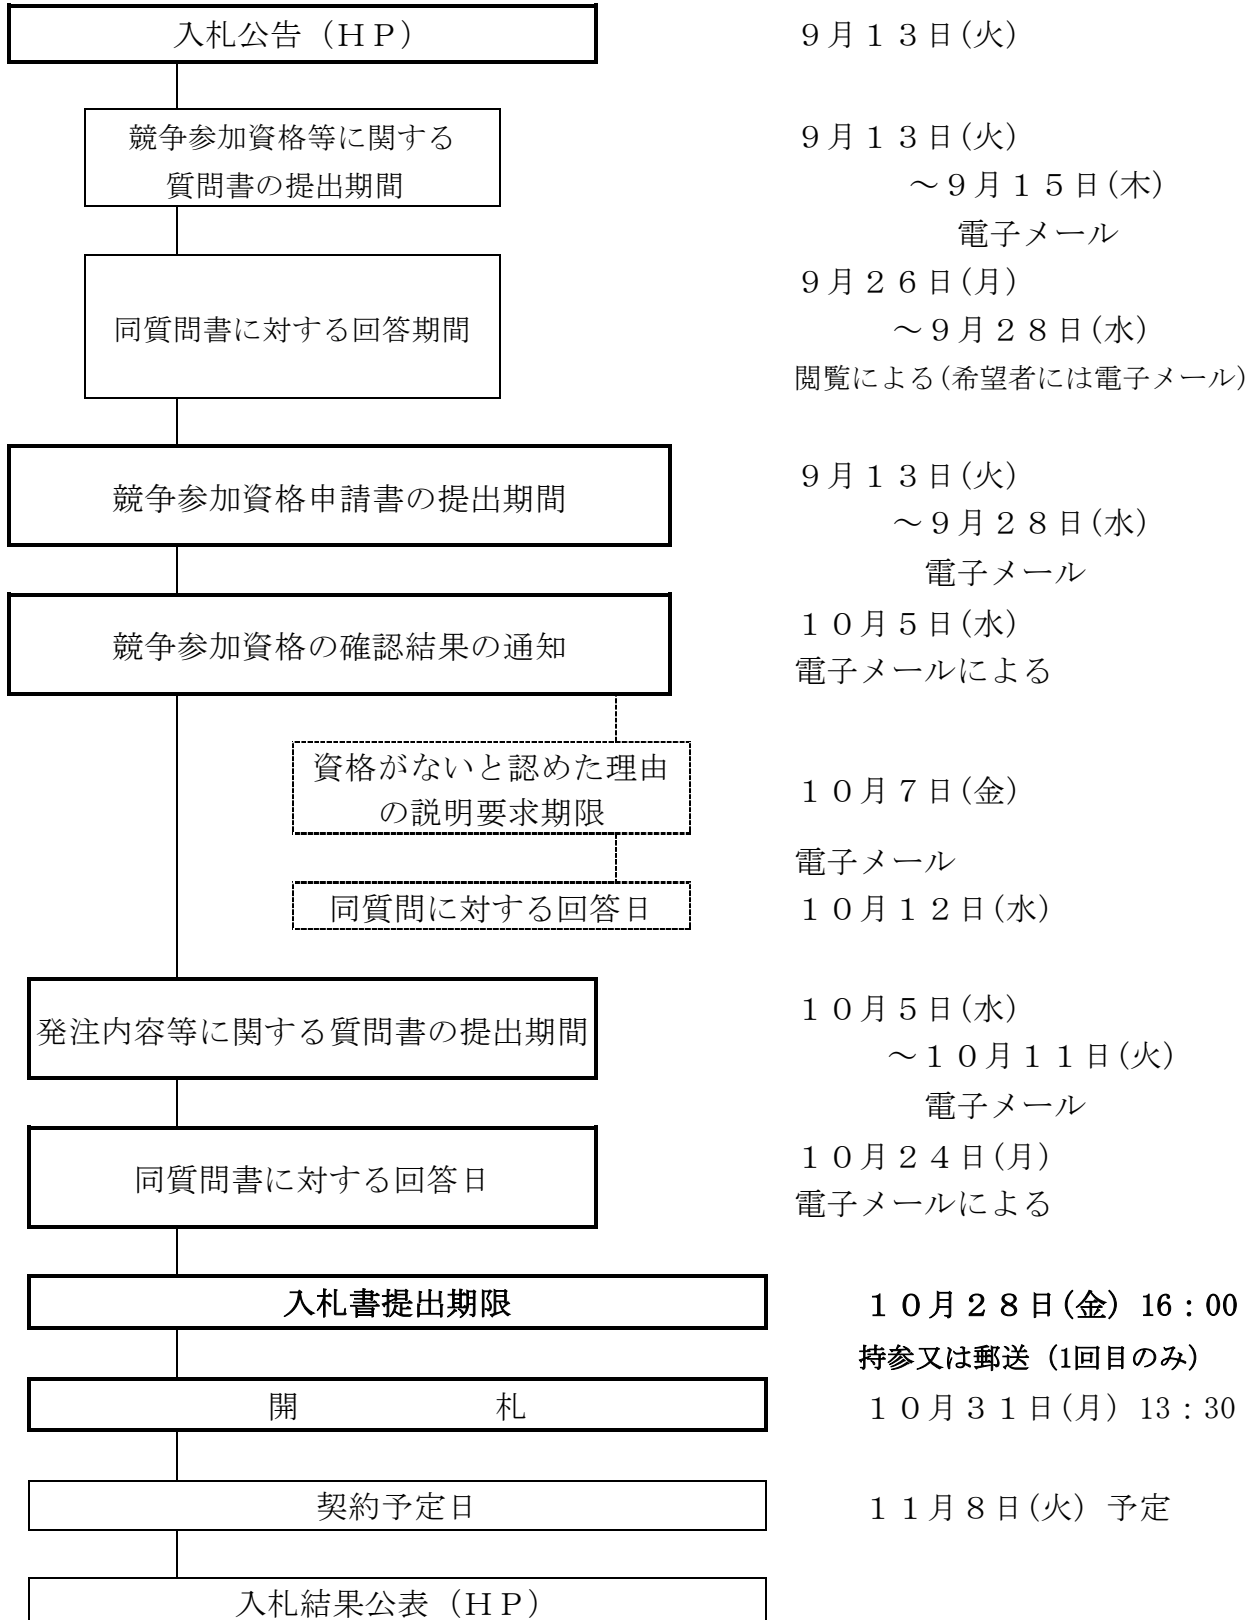 入札公告（ＨＰ）
９月１３日(火）
競争参加資格等に関する
質問書の提出期間
９月１３日(火）
～９月１５日(木）
電子メール
同質問書に対する回答期間
９月２６日(月）
～９月２８日(水）
閲覧による(希望者には電子メール）
競争参加資格申請書の提出期間
９月１３日(火）
～９月２８日(水）
電子メール
競争参加資格の確認結果の通知
１０月５日(水）
電子メールによる
資格がないと認めた理由
の説明要求期限
１０月７日(金）
電子メール
同質問に対する回答日
１０月１２日(水）
発注内容等に関する質問書の提出期間
１０月５日(水）
～１０月１１日(火）
電子メール
同質問書に対する回答日
１０月２４日(月）
電子メールによる
入札書提出期限
１０月２８日(金）16：00
持参又は郵送（1回目のみ）
開　　　　　　札
１０月３１日(月）13：30
契約予定日
１１月８日(火）予定
入札結果公表（ＨＰ）